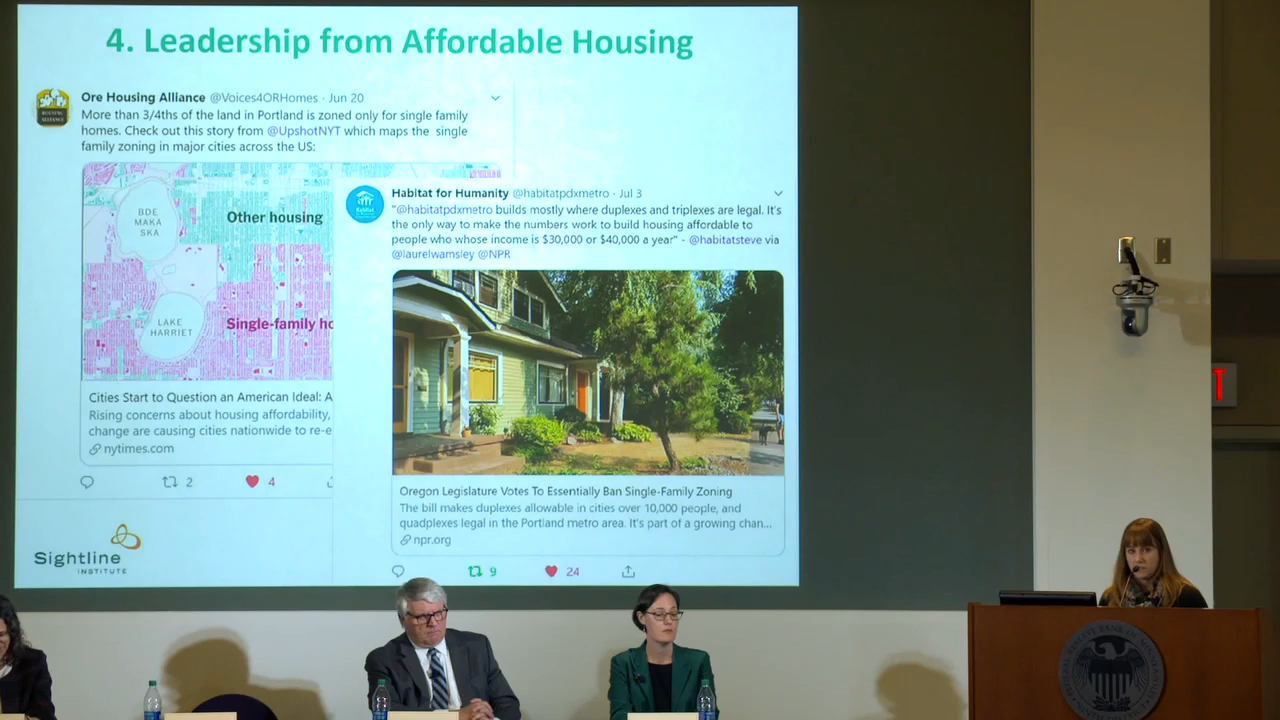 4. Leadership from Affordable Housing
Ore Housing Alliance @Voices4ORHomes · Jun 20
More than 3/4ths of the land in Portland is zoned only for single family
homes. Check out this story from @UpshotNYT which maps the single
family zoning in major cities across the US:
BDE
MAKA
SKA
Other housing
LAKE
HARRIET
Single-family ho
Cities Start to Question an American Ideal: A
Rising concerns about housing affordability,
change are causing cities nationwide to re-e
nytimes.com
2
4
Habitat for Humanity @habitatpdxmetro · Jul 3
"@habitatpdxmetro builds mostly where duplexes and triplexes are legal. It's
the only way to make the numbers work to build housing affordable to
people who whose income is $30,000 or $40,000 a year" - @habitatsteve via
@laurelwamsley @NPR
Oregon Legislature Votes To Essentially Ban Single-Family Zoning
The bill makes duplexes allowable in cities over 10,000 people, and
quadplexes legal in the Portland metro area. It's part of a growing chan...
npr.org
9
24
Sightline
INSTITUTE
T